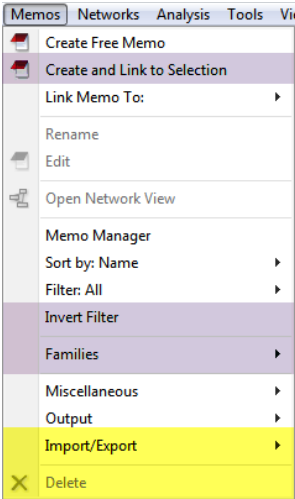 Memos Networks Analysis Tools
Create Free Memo
Create and Link to Selection
Link Memo To:
Rename
Edit
Open Network View
Memo Manager
Sort by: Name
Filter: All
Invert Filter
Families
Miscellaneous
Output
Import/Export
Delete